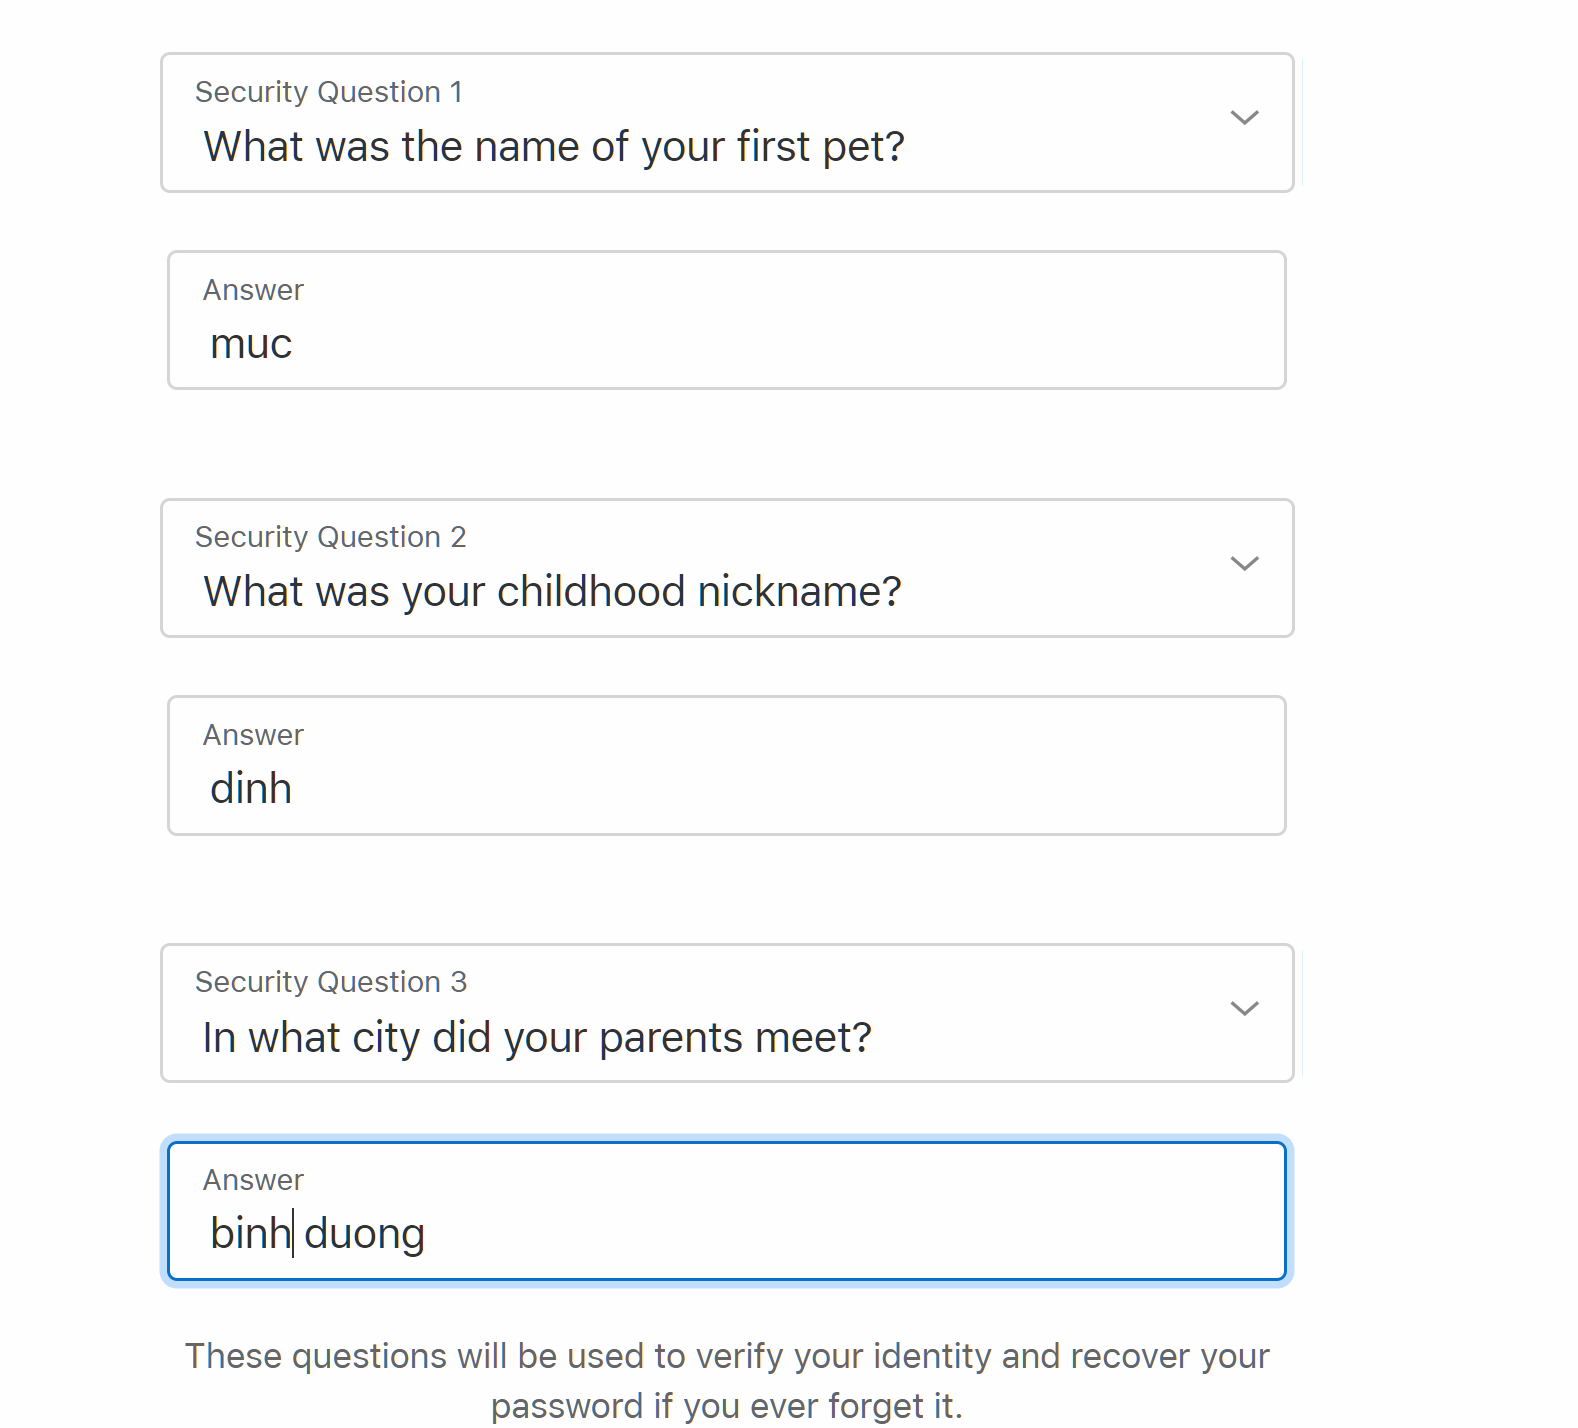 Security Question 1
What was the name of your first pet?
Answer
muc
Security Question 2
What was your childhood nickname?
Answer
dinh
Security Question 3
In what city did your parents meet?
Answer
binh duong
These questions will be used to verify your identity and recover your
password if you ever forget it.